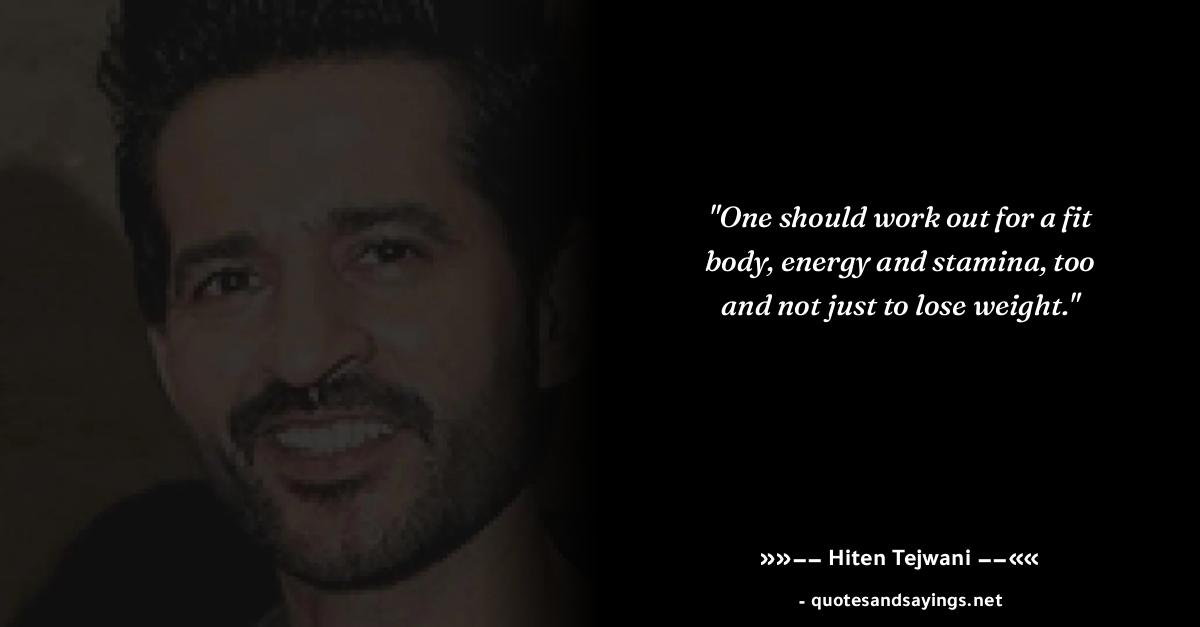 "One should work out for a fit
body, energy and stamina, too
and not just to lose weight."
»»−− Hiten Tejwani −−««
- quotesandsayings.net